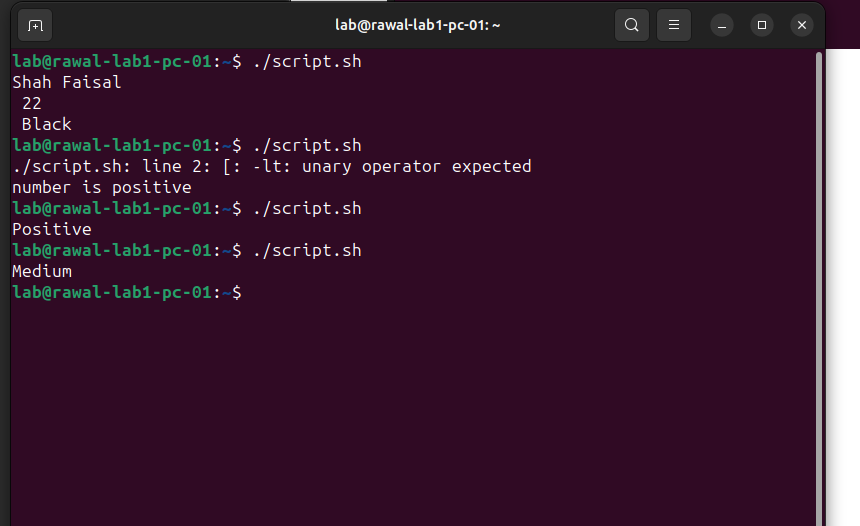 lab@rawal-lab1-pc-01: ~
lab@rawal-lab1-pc-01:~$ ./script.sh
Shah Faisal
 22
 Black
lab@rawal-lab1-pc-01:~$ ./script.sh
./script.sh: line 2: [: -lt: unary operator expected
number is positive
lab@rawal-lab1-pc-01:~$ ./script.sh
Positive
lab@rawal-lab1-pc-01:~$ ./script.sh
Medium
lab@rawal-lab1-pc-01:~$